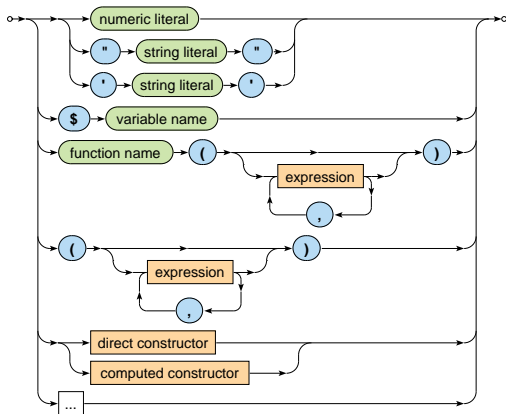 numeric literal
" string literal "
' string literal '
$ variable name
function name ( )
expression
,
( )
expression
,
direct constructor
computed constructor
...